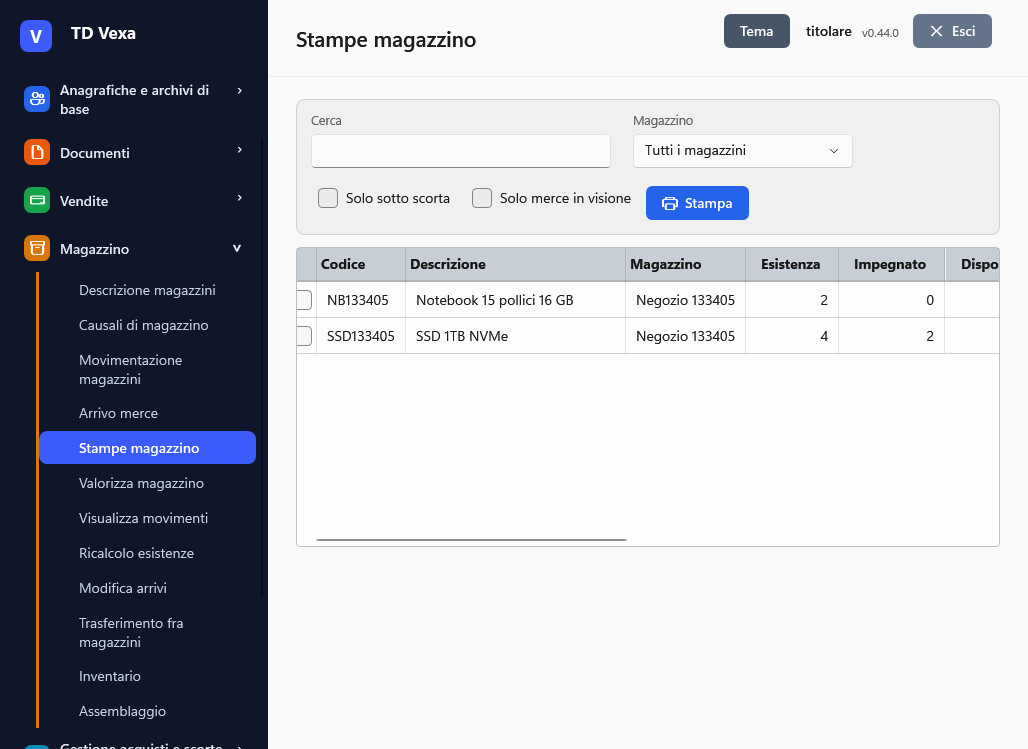 V
TD Vexa
Anagrafiche e archivi di
base
Documenti
Vendite
Magazzino
Descrizione magazzini
Causali di magazzino
Movimentazione
magazzini
Arrivo merce
Stampe magazzino
Valorizza magazzino
Visualizza movimenti
Ricalcolo esistenze
Modifica arrivi
Trasferimento fra
magazzini
Inventario
Assemblaggio
Gestione acquisti e scorte
Stampe magazzino
Tema titolare v0.44.0 Esci
Cerca Magazzino
Tutti i magazzini
Solo sotto scorta Solo merce in visione Stampa
Codice Descrizione Magazzino Esistenza Impegnato Dispo
NB133405 Notebook 15 pollici 16 GB Negozio 133405 2 0
SSD133405 SSD 1TB NVMe Negozio 133405 4 2